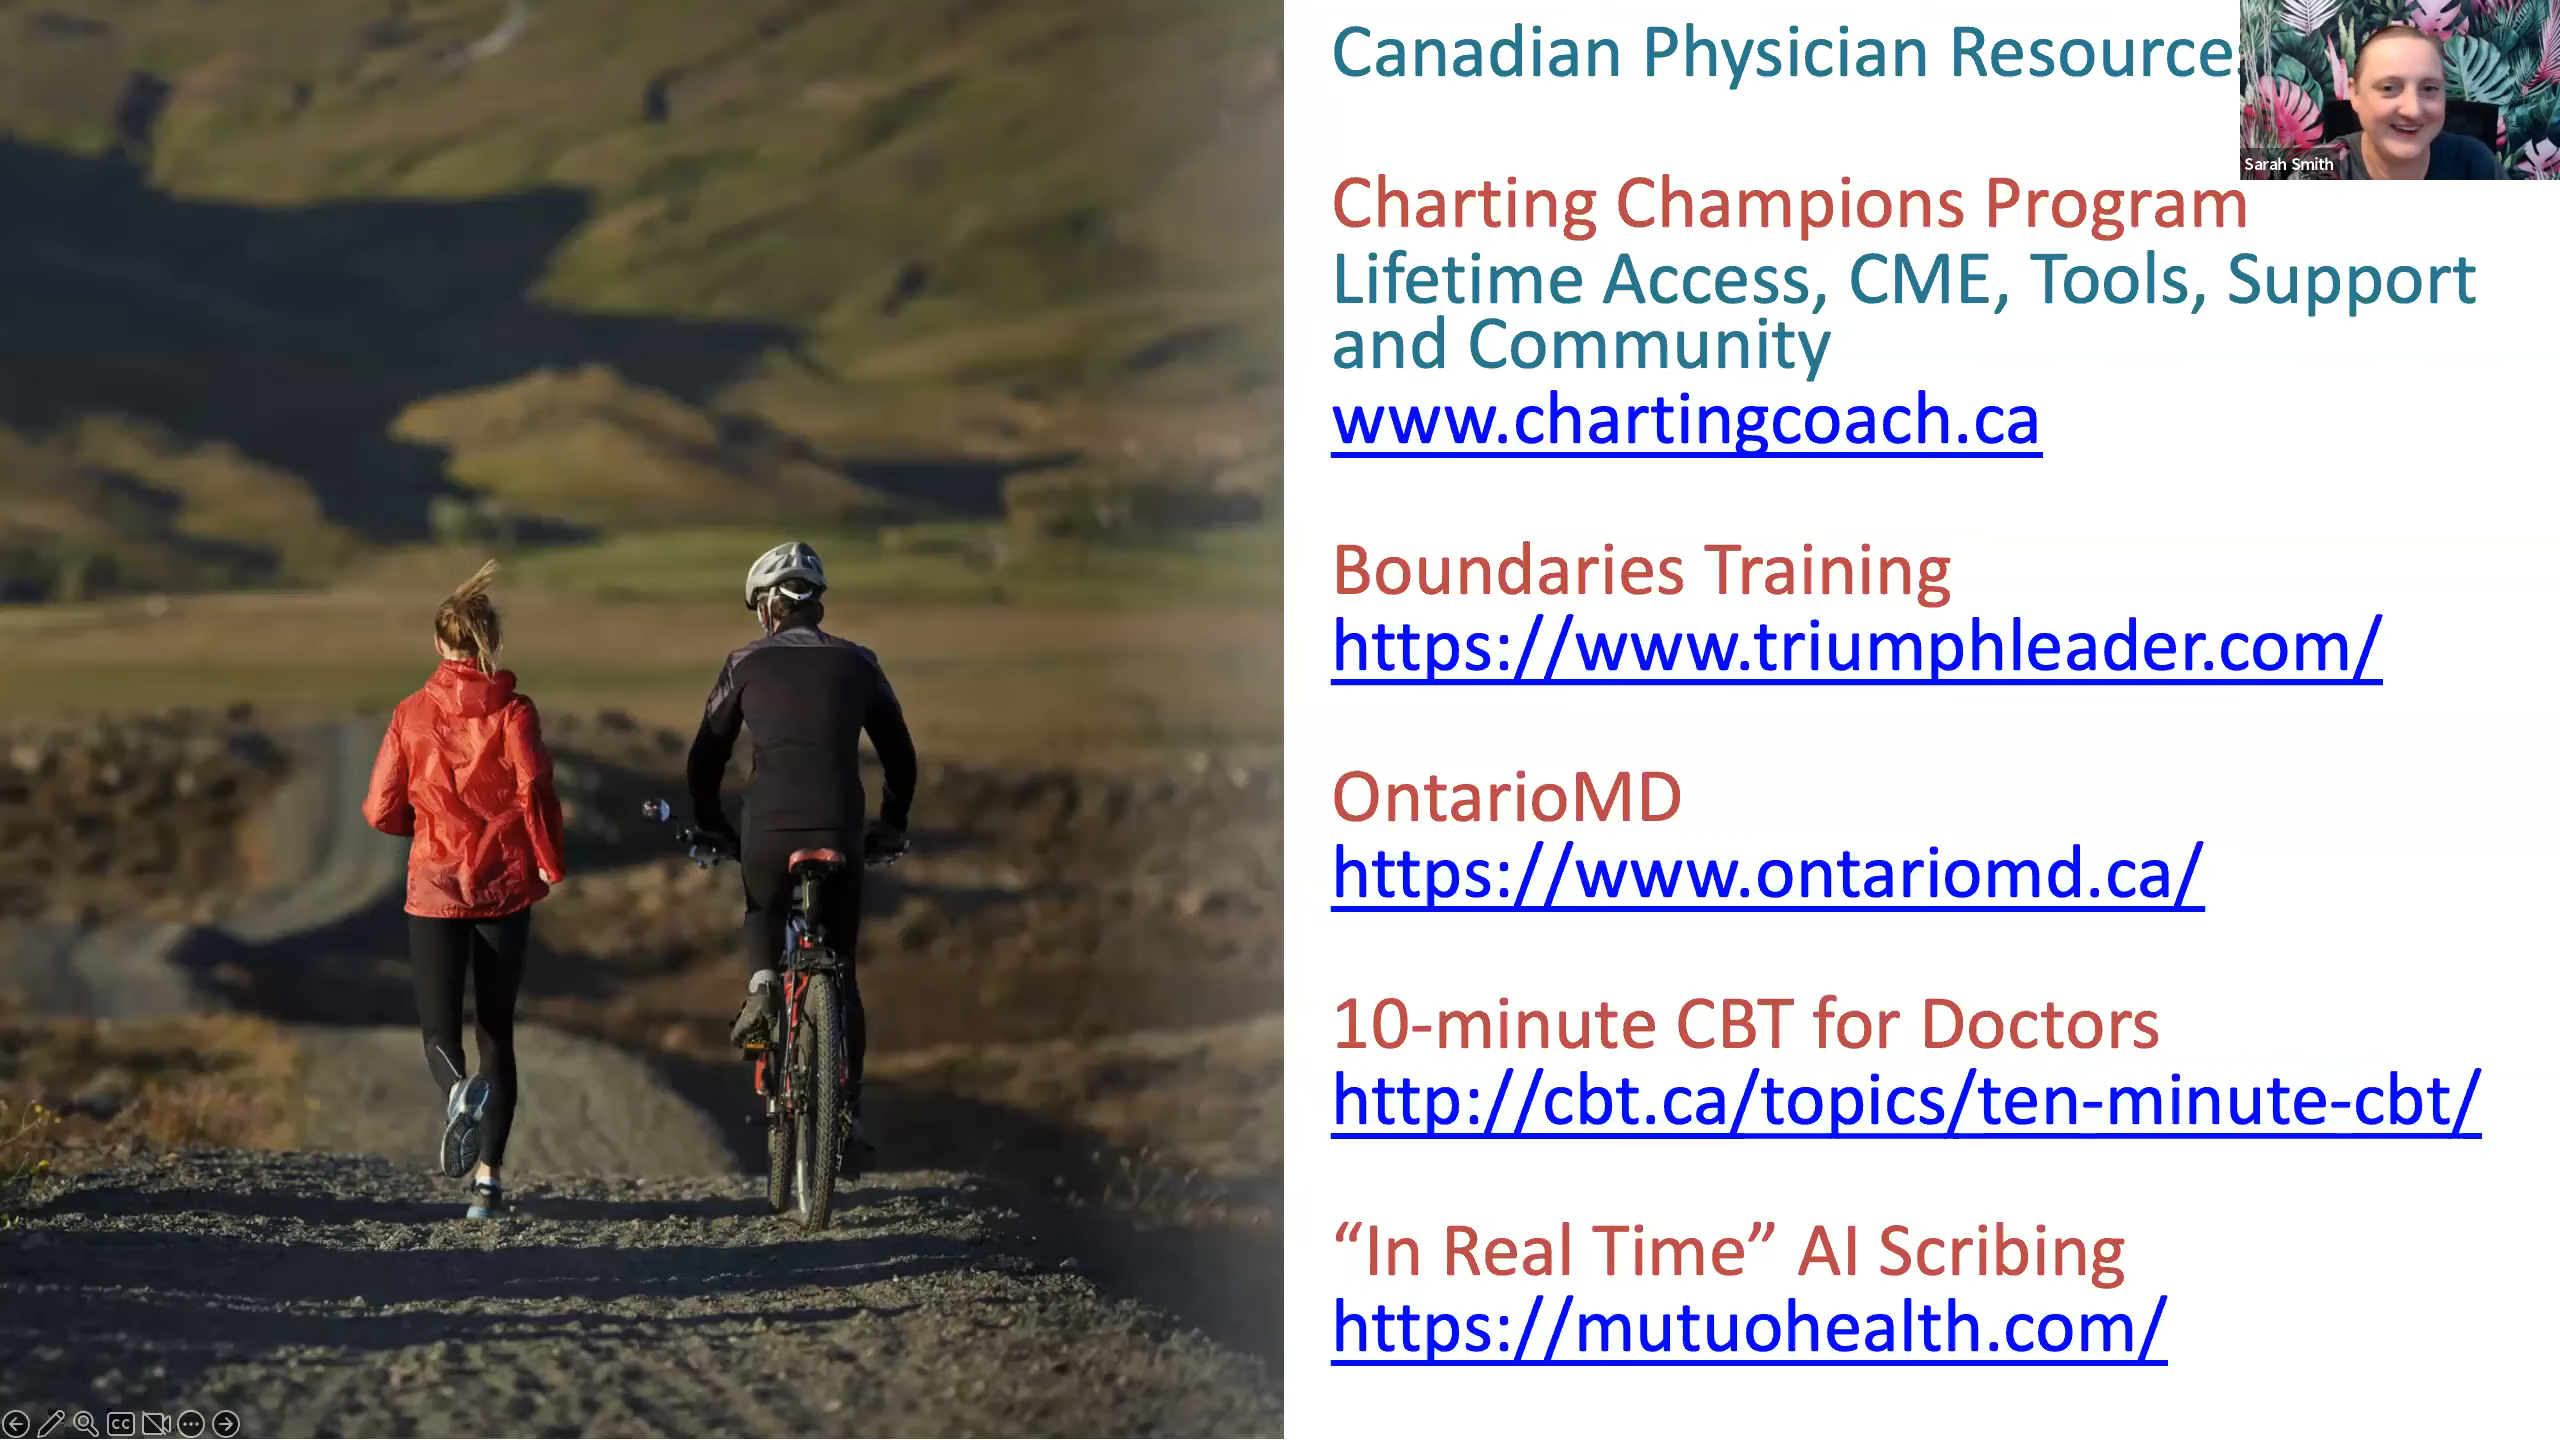 Canadian Physician Resources
Sarah Smith
Charting Champions Program
Lifetime Access, CME, Tools, Support
and Community
www.chartingcoach.ca
Boundaries Training
https://www.triumphleader.com/
OntarioMD
https://www.ontariomd.ca/
10-minute CBT for Doctors
http://cbt.ca/topics/ten-minute-cbt/
“In Real Time” AI Scribing
https://mutuohealth.com/
CC